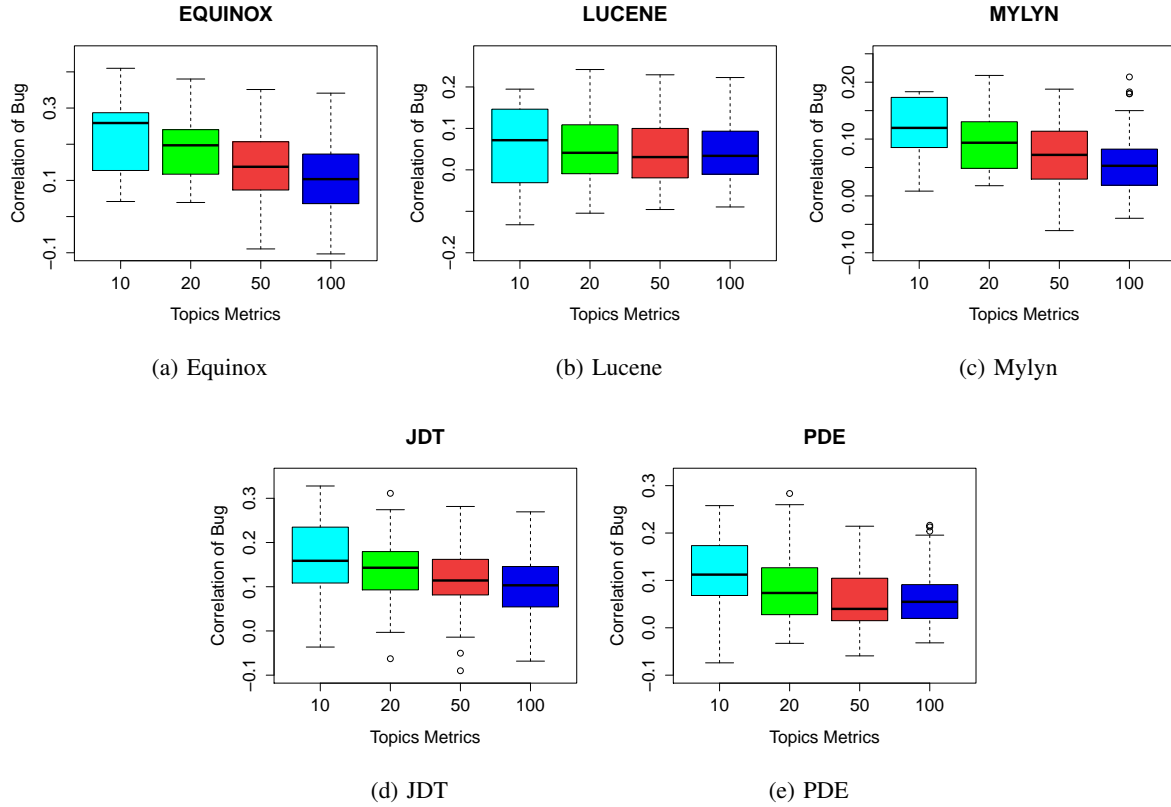 EQUINOX
Correlation of Bug
−0.1 0.1 0.3
10 20 50 100
Topics Metrics
(a) Equinox
LUCENE
Correlation of Bug
−0.2 0.0 0.1 0.2
10 20 50 100
Topics Metrics
(b) Lucene
MYLYN
Correlation of Bug
−0.10 0.00 0.10 0.20
10 20 50 100
Topics Metrics
(c) Mylyn
JDT
Correlation of Bug
−0.1 0.0 0.1 0.2 0.3
10 20 50 100
Topics Metrics
(d) JDT
PDE
Correlation of Bug
−0.1 0.0 0.1 0.2 0.3
10 20 50 100
Topics Metrics
(e) PDE